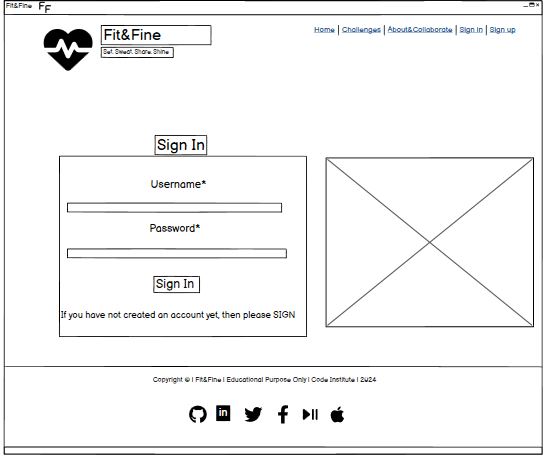 Fit&Fine FF
Fit&Fine
Set. Sweat. Share. Shine
Home | Challenges | About&Collaborate | Sign in | Sign up
Sign In
Username*
Password*
Sign In
If you have not created an account yet, then please SIGN
Copyright © | Fit&Fine | Educational Purpose Only | Code Institute | 2024
in